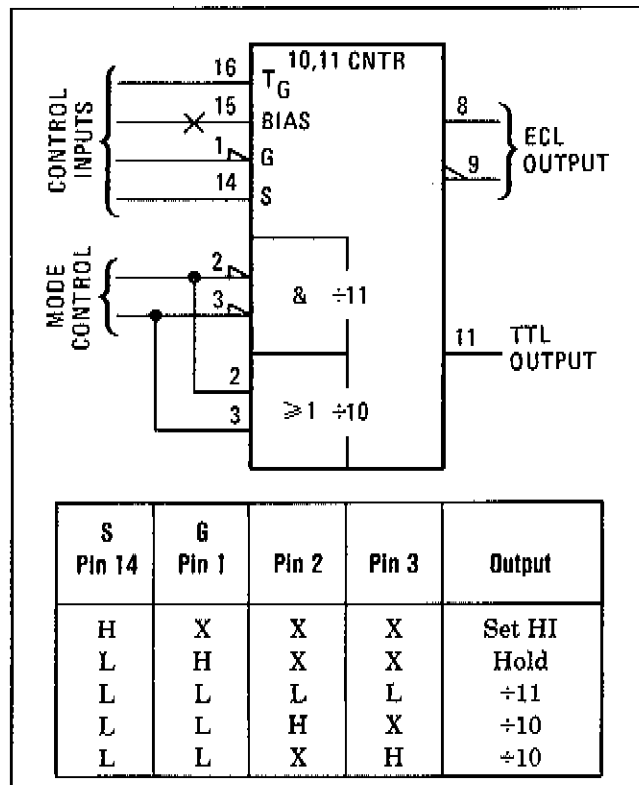 10,11 CNTR
16 T_G
15 BIAS
1 G
14 S
CONTROL INPUTS
8
9
ECL OUTPUT
2
3
& ÷11
MODE CONTROL
11 TTL OUTPUT
2
3
≥1 ÷10
S Pin 14 | G Pin 1 | Pin 2 | Pin 3 | Output
H X X X Set HI
L H X X Hold
L L L L ÷11
L L H X ÷10
L L X H ÷10